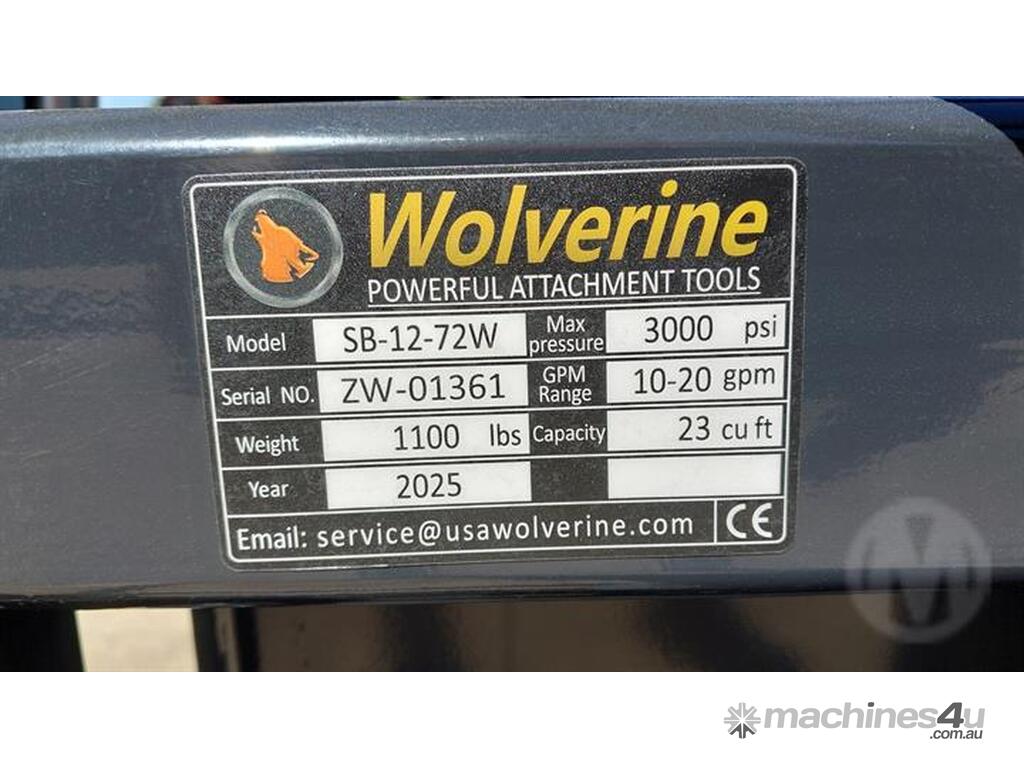 Wolverine
POWERFUL ATTACHMENT TOOLS
Model SB-12-72W Max pressure 3000 psi
Serial NO. ZW-01361 GPM Range 10-20 gpm
Weight 1100 lbs Capacity 23 cu ft
Year 2025
Email: service@usawolverine.com CE
M
machines4u
.com.au